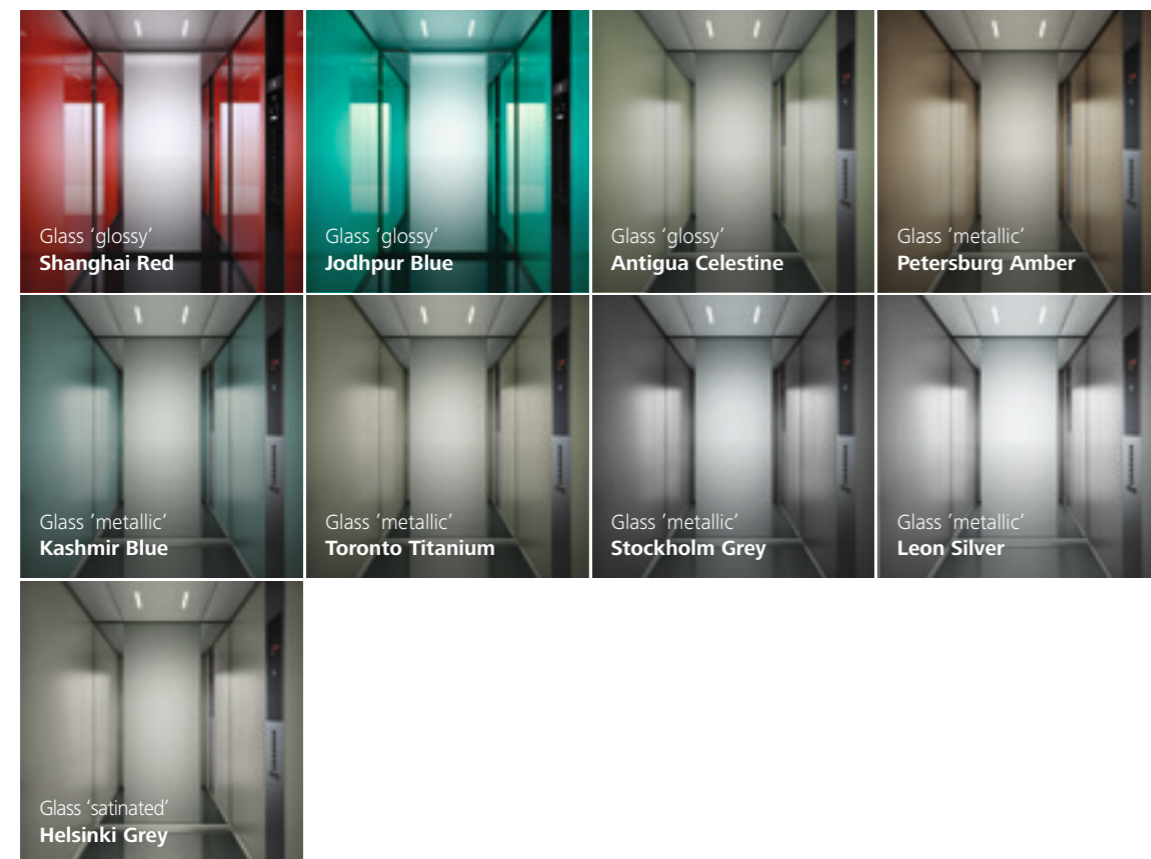 Glass ‘glossy’
Shanghai Red
Glass ‘glossy’
Jodhpur Blue
Glass ‘glossy’
Antigua Celestine
Glass ‘metallic’
Petersburg Amber
Glass ‘metallic’
Kashmir Blue
Glass ‘metallic’
Toronto Titanium
Glass ‘metallic’
Stockholm Grey
Glass ‘metallic’
Leon Silver
Glass ‘satinated’
Helsinki Grey